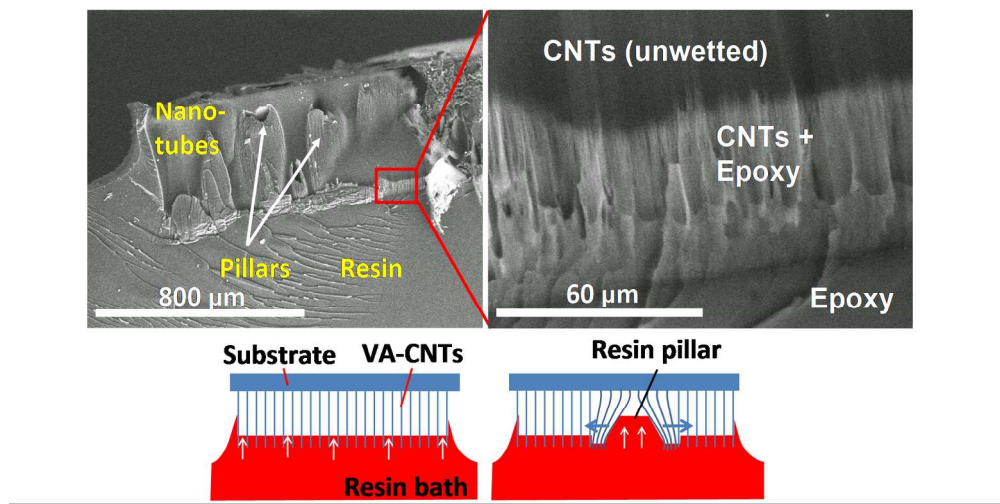 Nano-
tubes
Pillars
Resin
800 µm
CNTs (unwetted)
CNTs +
Epoxy
60 µm
Epoxy
Substrate
VA-CNTs
Resin bath
Resin pillar